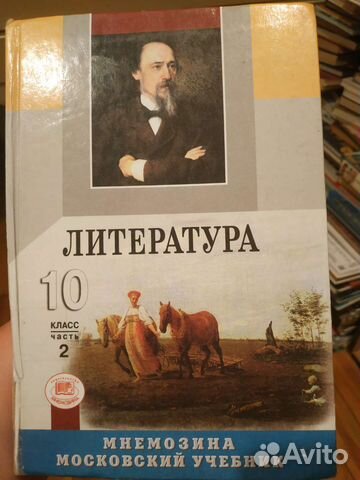 ЛИТЕРАТУРА
10
КЛАСС
часть
2
МНЕМОЗИНА
МОСКОВСКИЙ УЧЕБНИК
Avito